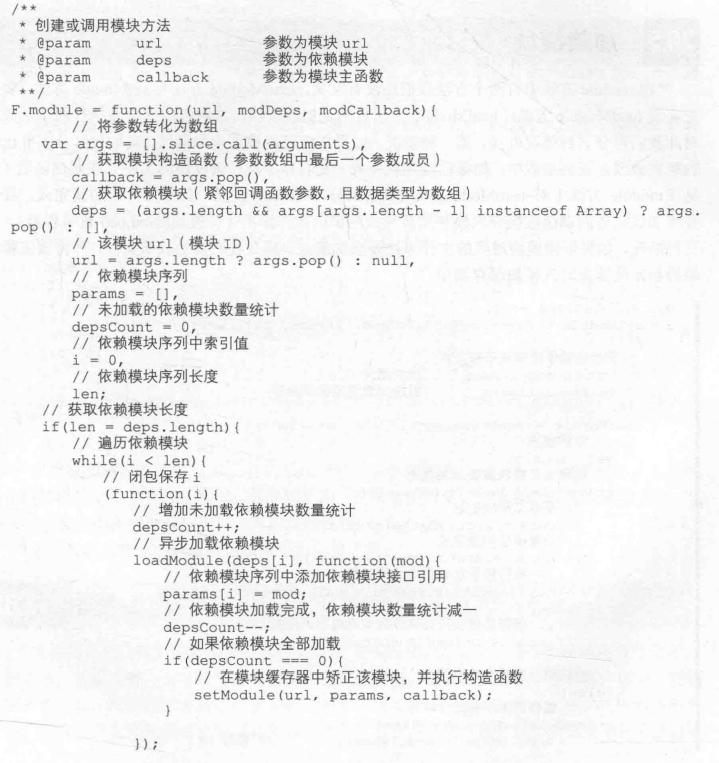 /**
 * 创建或调用模块方法
 * @param      url           参数为模块 url
 * @param      deps          参数为依赖模块
 * @param      callback      参数为模块主函数
 **/
F.module = function(url, modDeps, modCallback){
        // 将参数转化为数组
    var args = [].slice.call(arguments),
        // 获取模块构造函数（参数数组中最后一个参数成员）
        callback = args.pop(),
        // 获取依赖模块（紧邻回调函数参数，且数据类型为数组）
        deps = (args.length && args[args.length - 1] instanceof Array) ? args.
pop() : [],
        // 该模块 url（模块 ID）
        url = args.length ? args.pop() : null,
        // 依赖模块序列
        params = [],
        // 未加载的依赖模块数量统计
        depsCount = 0,
        // 依赖模块序列中索引值
        i = 0,
        // 依赖模块序列长度
        len;
    // 获取依赖模块长度
    if(len = deps.length){
        // 遍历依赖模块
        while(i < len){
            // 闭包保存 i
            (function(i){
                // 增加未加载依赖模块数量统计
                depsCount++;
                // 异步加载依赖模块
                loadModule(deps[i], function(mod){
                    // 依赖模块序列中添加依赖模块接口引用
                    params[i] = mod;
                    // 依赖模块加载完成，依赖模块数量统计减一
                    depsCount--;
                    // 如果依赖模块全部加载
                    if(depsCount === 0){
                        // 在模块缓存器中矫正该模块，并执行构造函数
                        setModule(url, params, callback);
                    }
                });